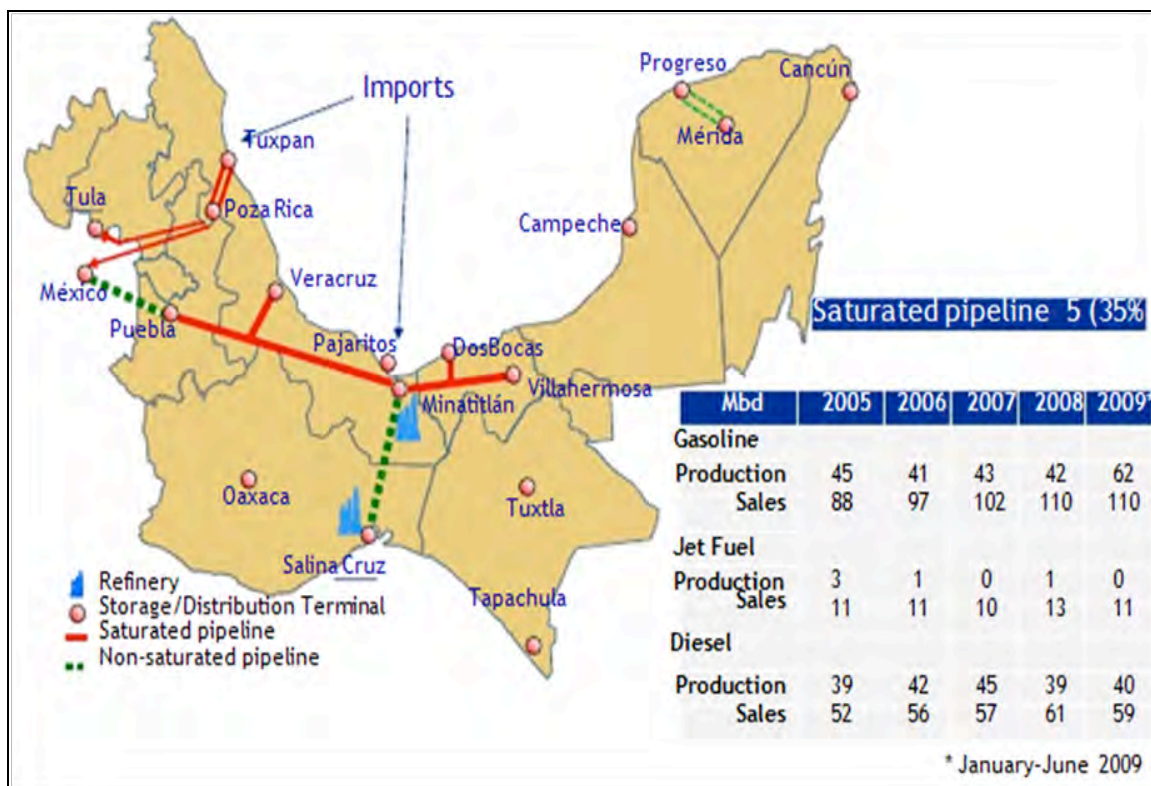 Imports
Progreso
Cancún
Mérida
Tuxpan
Tula
Poza Rica
Campeche
México
Veracruz
Puebla
Pajaritos
DosBocas
Villahermosa
Minatitlán
Oaxaca
Tuxtla
Salina Cruz
Tapachula
Refinery
Storage/Distribution Terminal
Saturated pipeline
Non-saturated pipeline
Saturated pipeline 5 (35%
Mbd 2005 2006 2007 2008 2009*
Gasoline
Production 45 41 43 42 62
Sales 88 97 102 110 110
Jet Fuel
Production 3 1 0 1 0
Sales 11 11 10 13 11
Diesel
Production 39 42 45 39 40
Sales 52 56 57 61 59
* January-June 2009